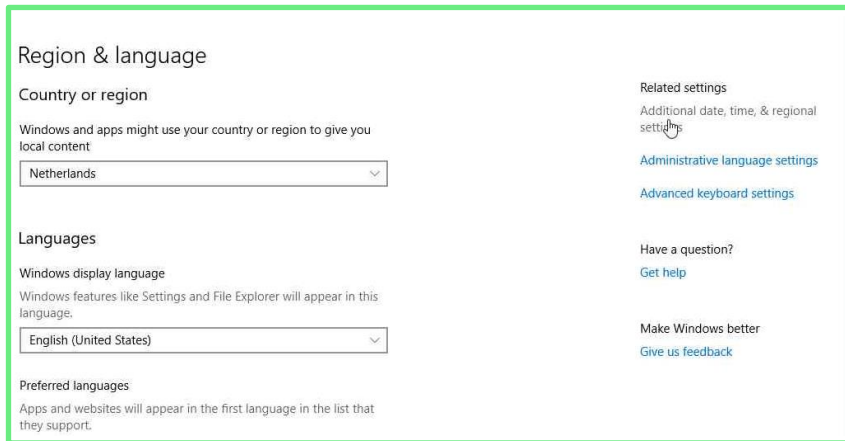 Region & language
Country or region
Windows and apps might use your country or region to give you
local content
Netherlands
Languages
Windows display language
Windows features like Settings and File Explorer will appear in this
language.
English (United States)
Preferred languages
Apps and websites will appear in the first language in the list that
they support.
Related settings
Additional date, time, & regional
settings
Administrative language settings
Advanced keyboard settings
Have a question?
Get help
Make Windows better
Give us feedback